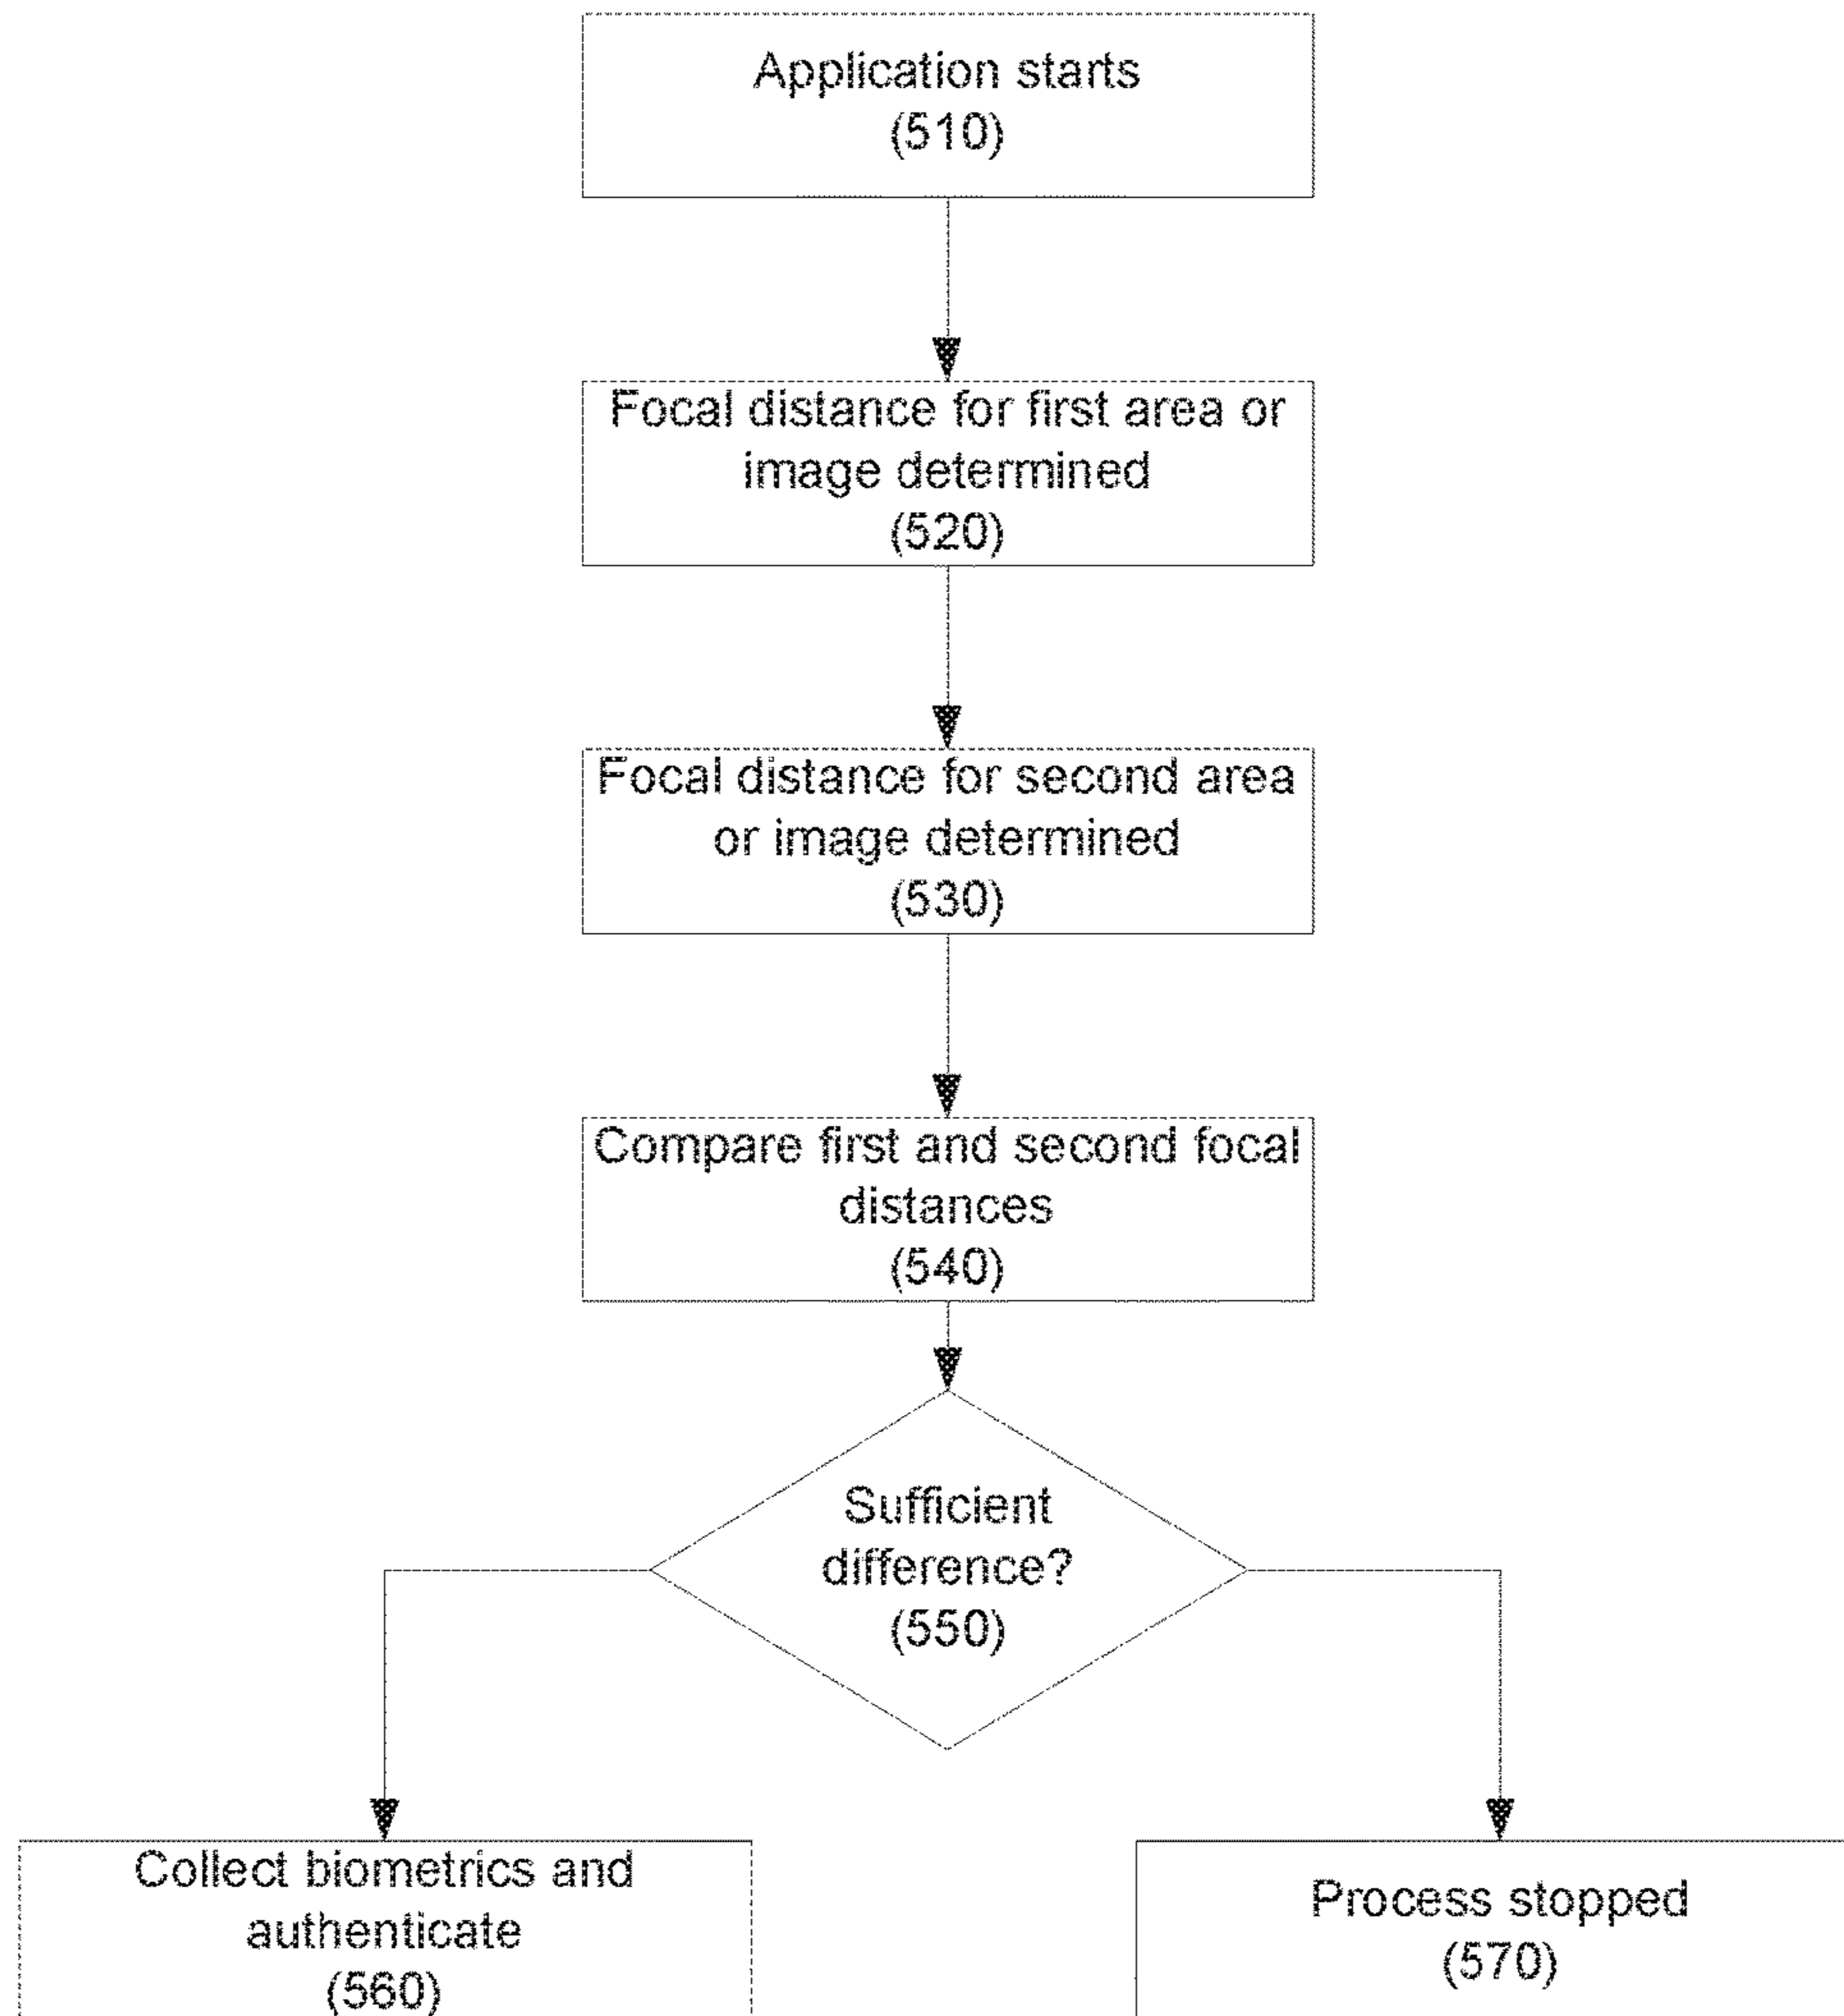 Application starts
(510)
Focal distance for first area or
image determined
(520)
Focal distance for second area
or image determined
(530)
Compare first and second focal
distances
(540)
Sufficient
difference?
(550)
Collect biometrics and
authenticate
(560)
Process stopped
(570)